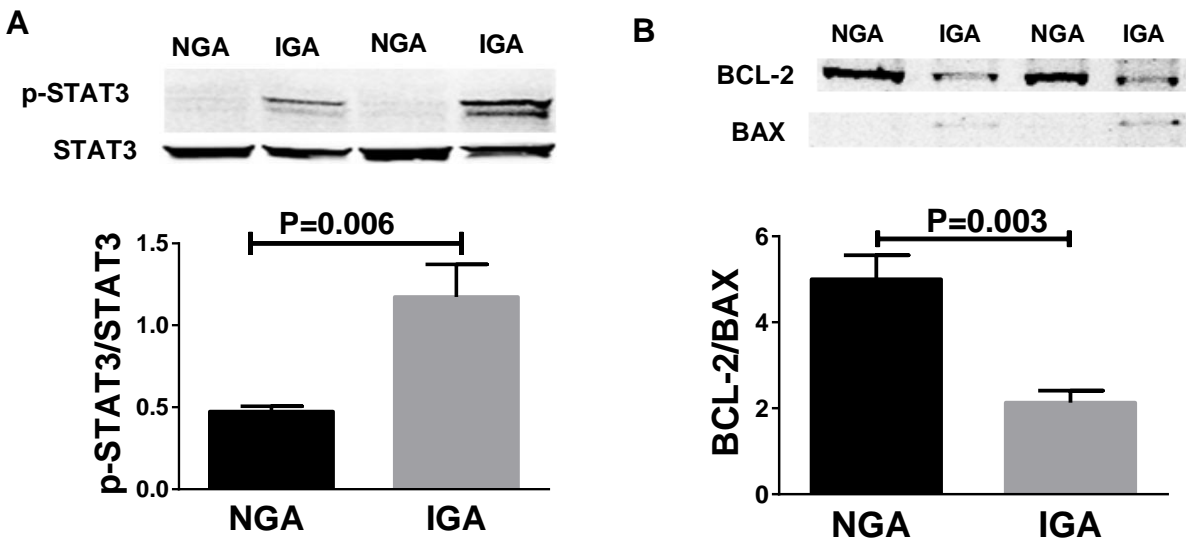 A
NGA IGA NGA IGA
p-STAT3
STAT3
P=0.006
p-STAT3/STAT3
1.5
1.0
0.5
0.0
NGA IGA
B
NGA IGA NGA IGA
BCL-2
BAX
P=0.003
BCL-2/BAX
6
4
2
0
NGA IGA